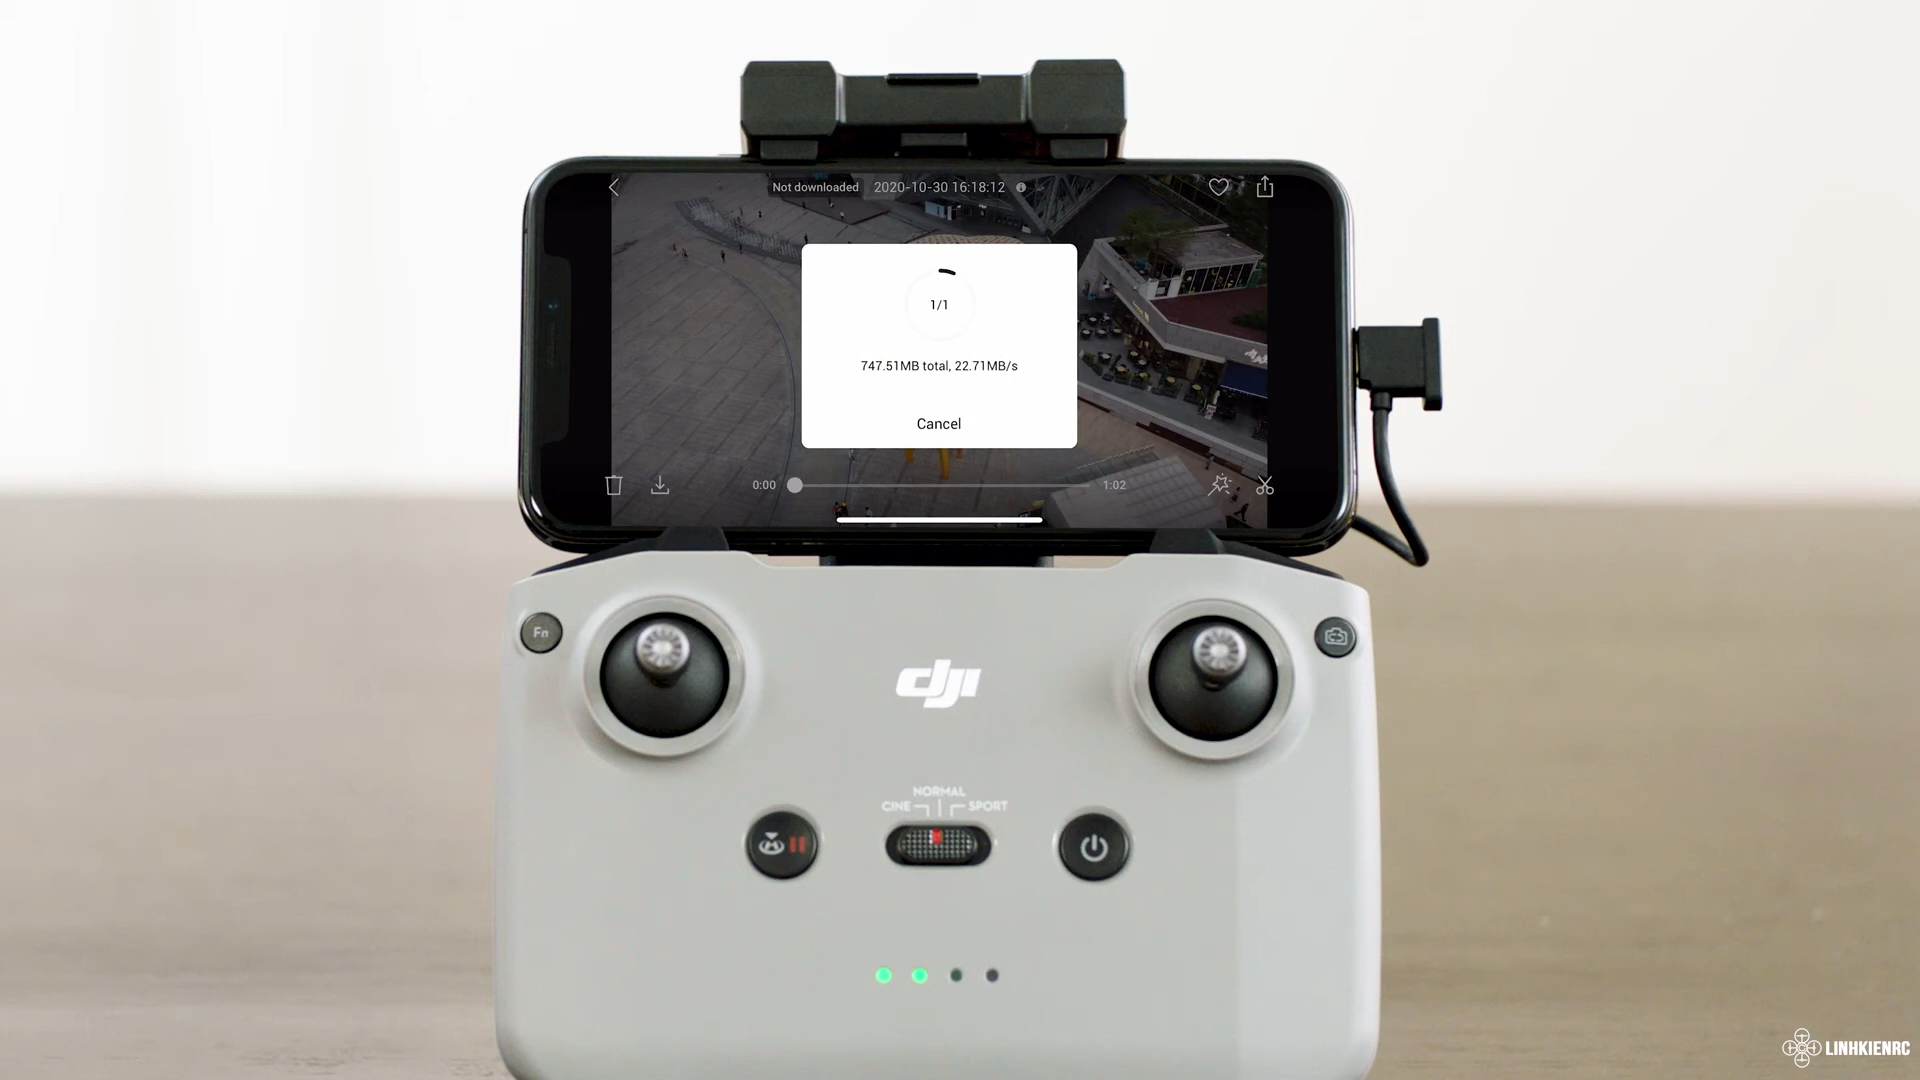 Not downloaded 2020-10-30 16:18:12
1/1
747.51MB total, 22.71MB/s
Cancel
0:00 1:02
Fn
dji
NORMAL
CINE SPORT
LINHKIENRC